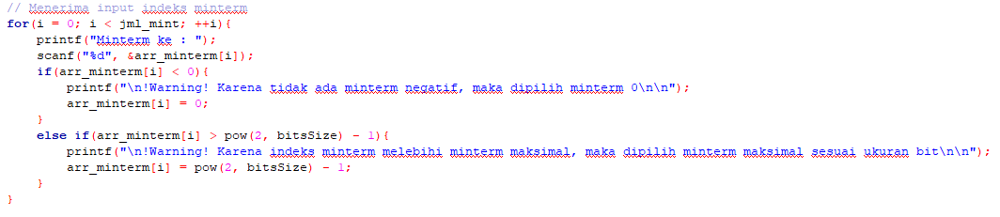 // Menerima input indeks minterm
for(i = 0; i < jml_mint; ++i){
    printf("Minterm ke : ");
    scanf("%d", &arr_minterm[i]);
    if(arr_minterm[i] < 0){
        printf("\n!Warning! Karena tidak ada minterm negatif, maka dipilih minterm 0\n\n");
        arr_minterm[i] = 0;
    }
    else if(arr_minterm[i] > pow(2, bitsSize) - 1){
        printf("\n!Warning! Karena indeks minterm melebihi minterm maksimal, maka dipilih minterm maksimal sesuai ukuran bit\n\n");
        arr_minterm[i] = pow(2, bitsSize) - 1;
    }
}